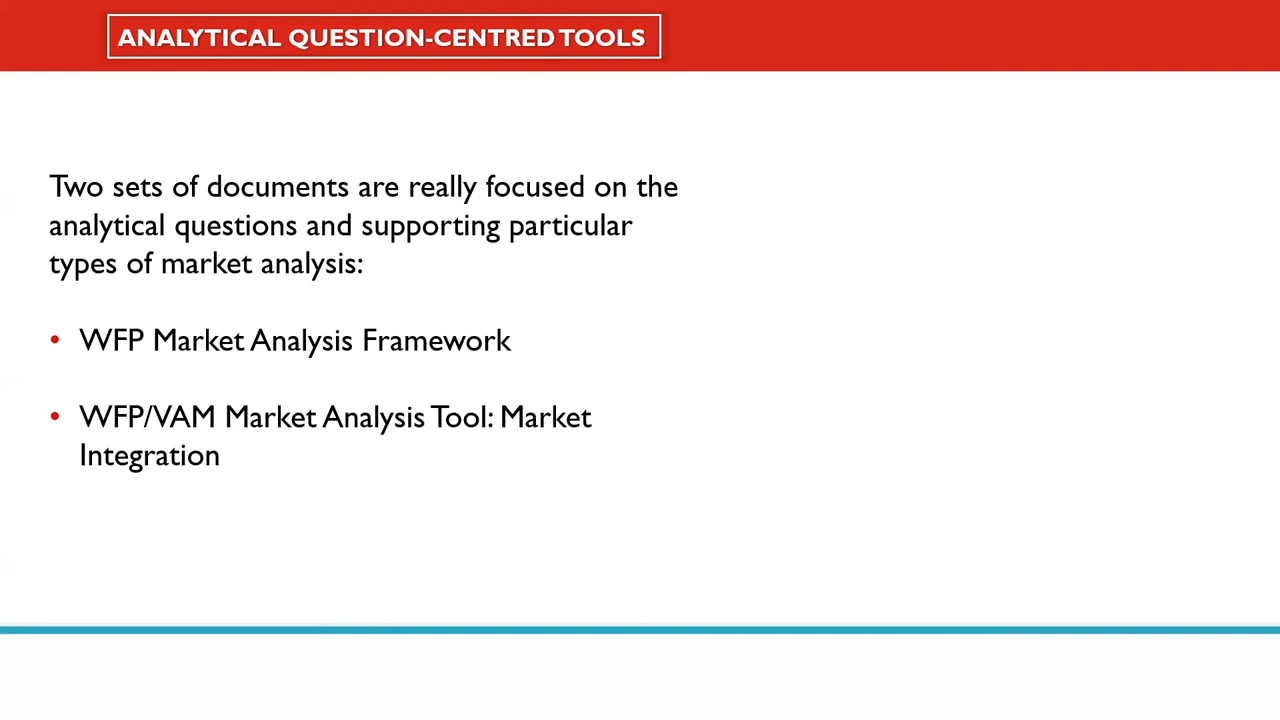 ANALYTICAL QUESTION-CENTRED TOOLS
Two sets of documents are really focused on the
analytical questions and supporting particular
types of market analysis:
• WFP Market Analysis Framework
• WFP/VAM Market Analysis Tool: Market
Integration